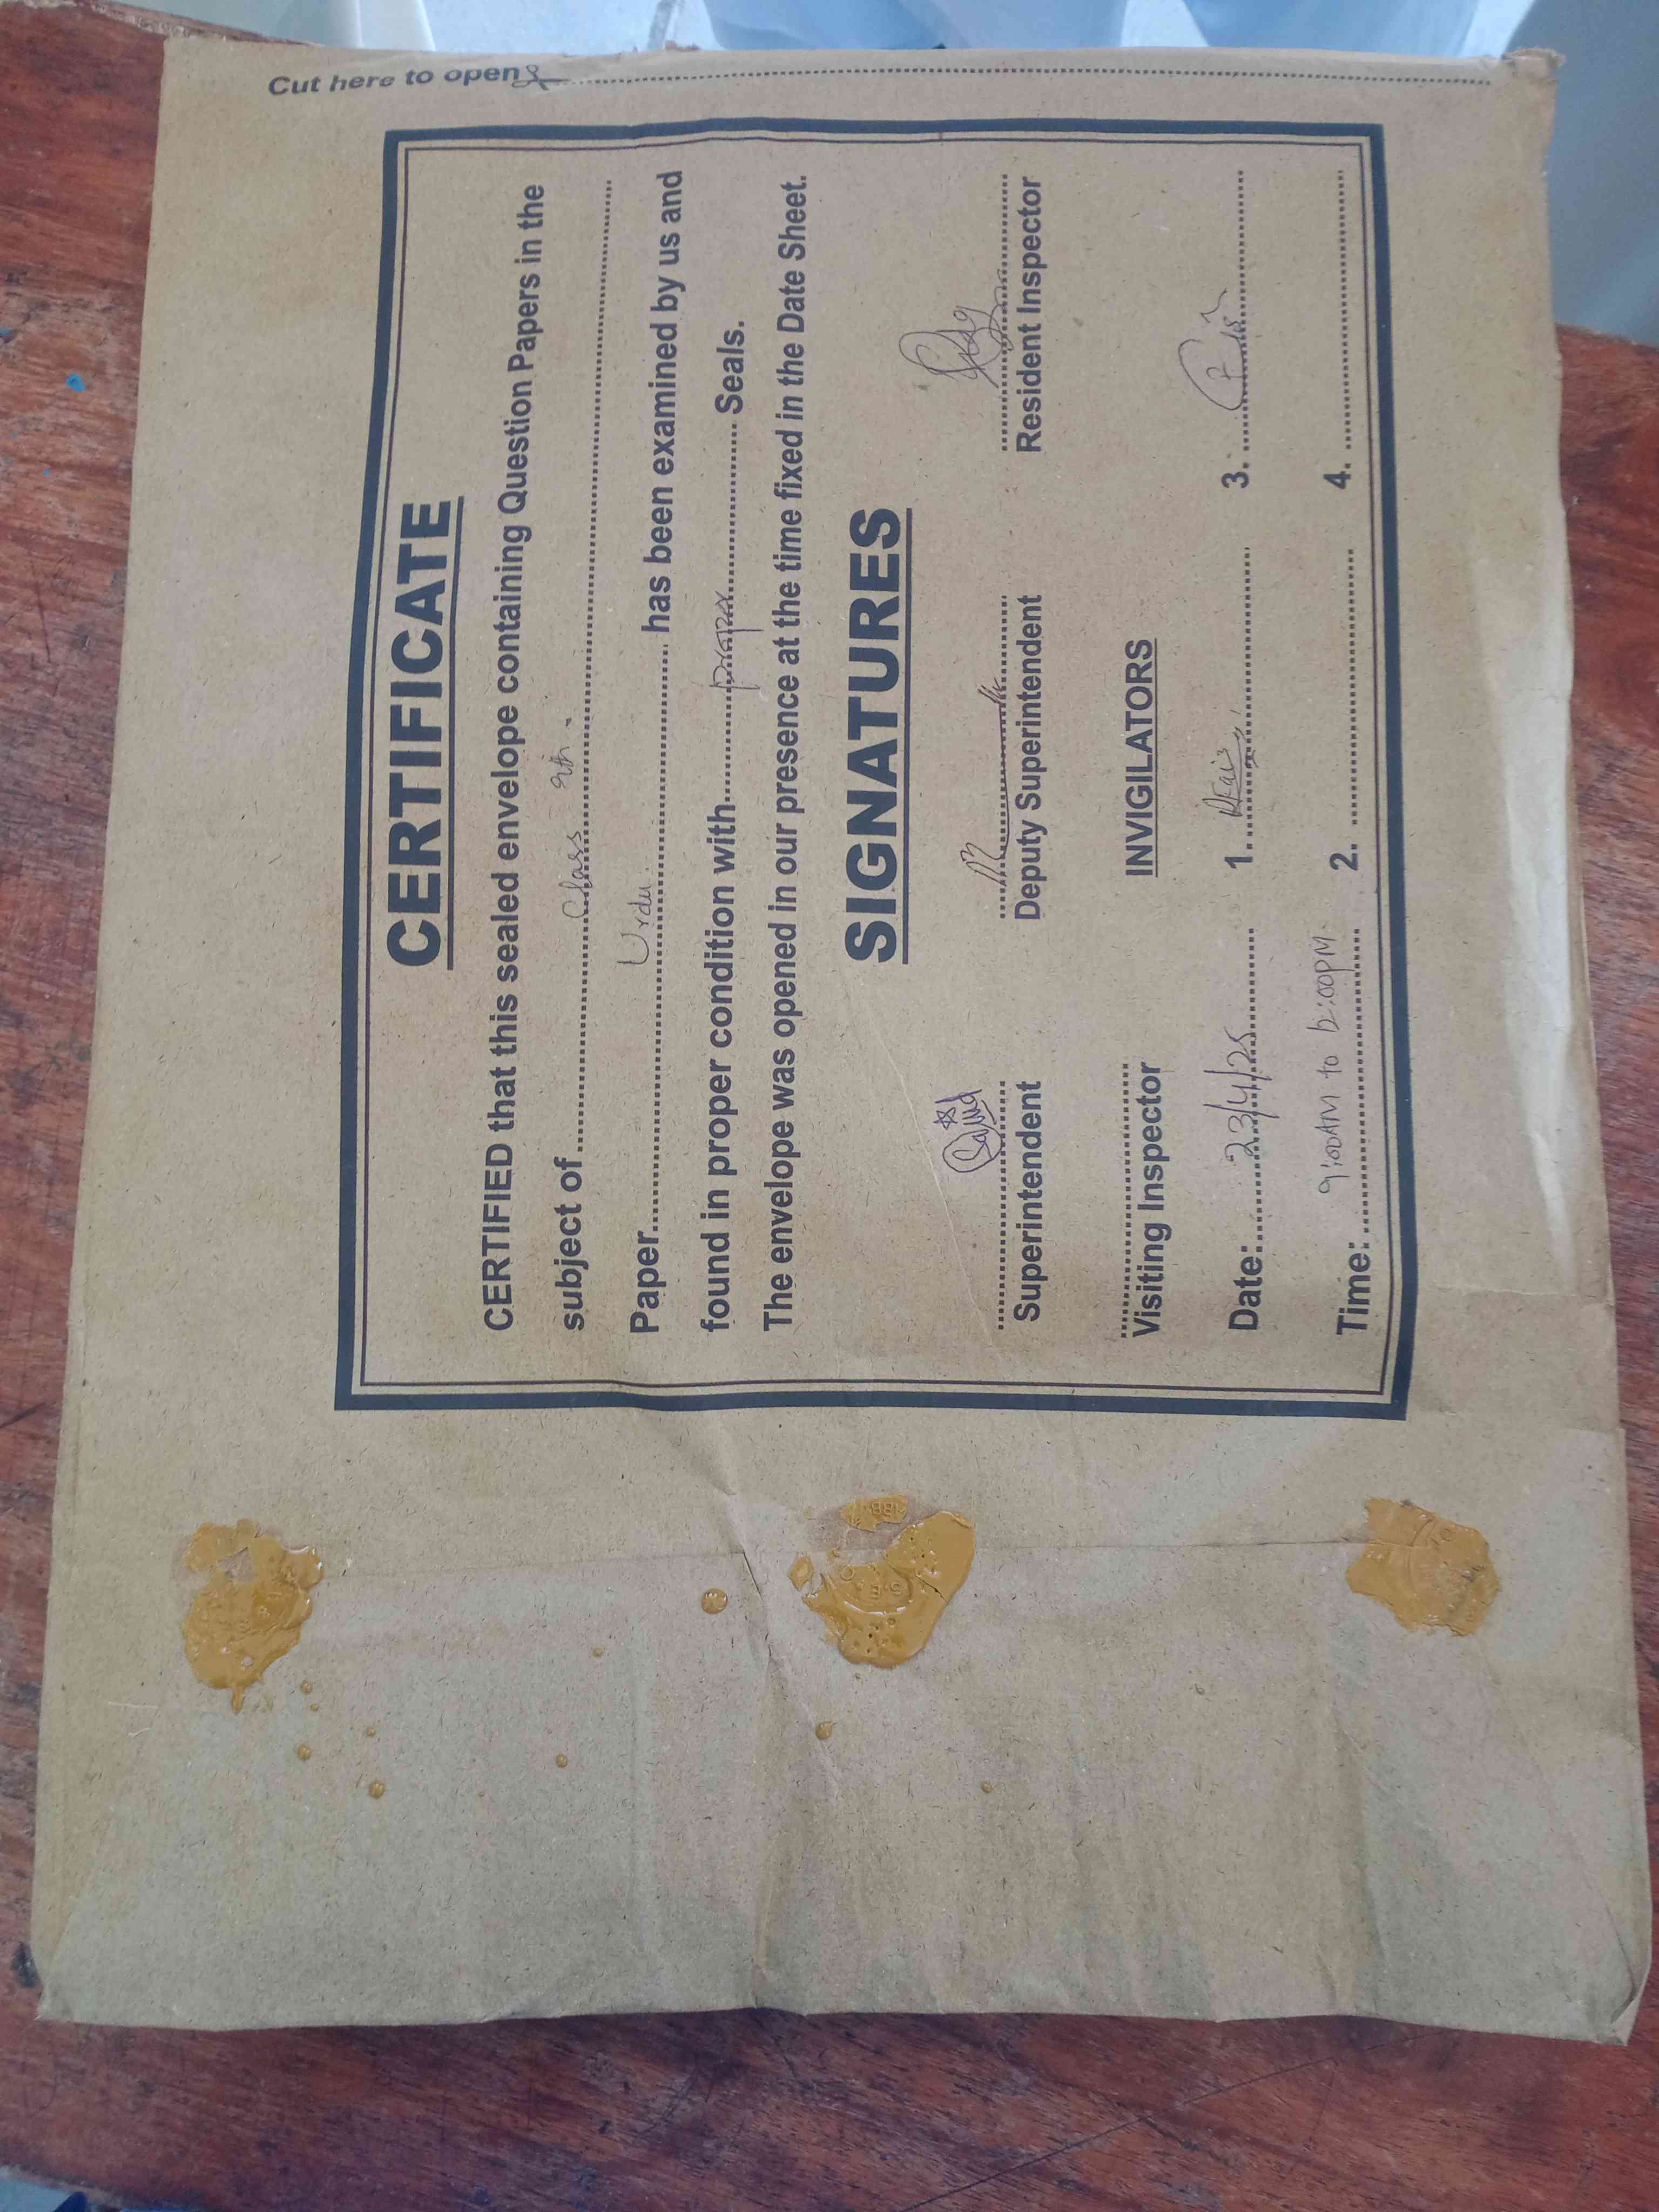 Cut here to open
CERTIFICATE
CERTIFIED that this sealed envelope containing Question Papers in the
subject of Class 9th.
Paper Urdu. has been examined by us and
found in proper condition with proper Seals.
The envelope was opened in our presence at the time fixed in the Date Sheet.
SIGNATURES
Superintendent Deputy Superintendent Resident Inspector
Visiting Inspector INVIGILATORS
Date: 23/4/25 1. 3.
Time: 9:00AM to 12:00PM. 2. 4.